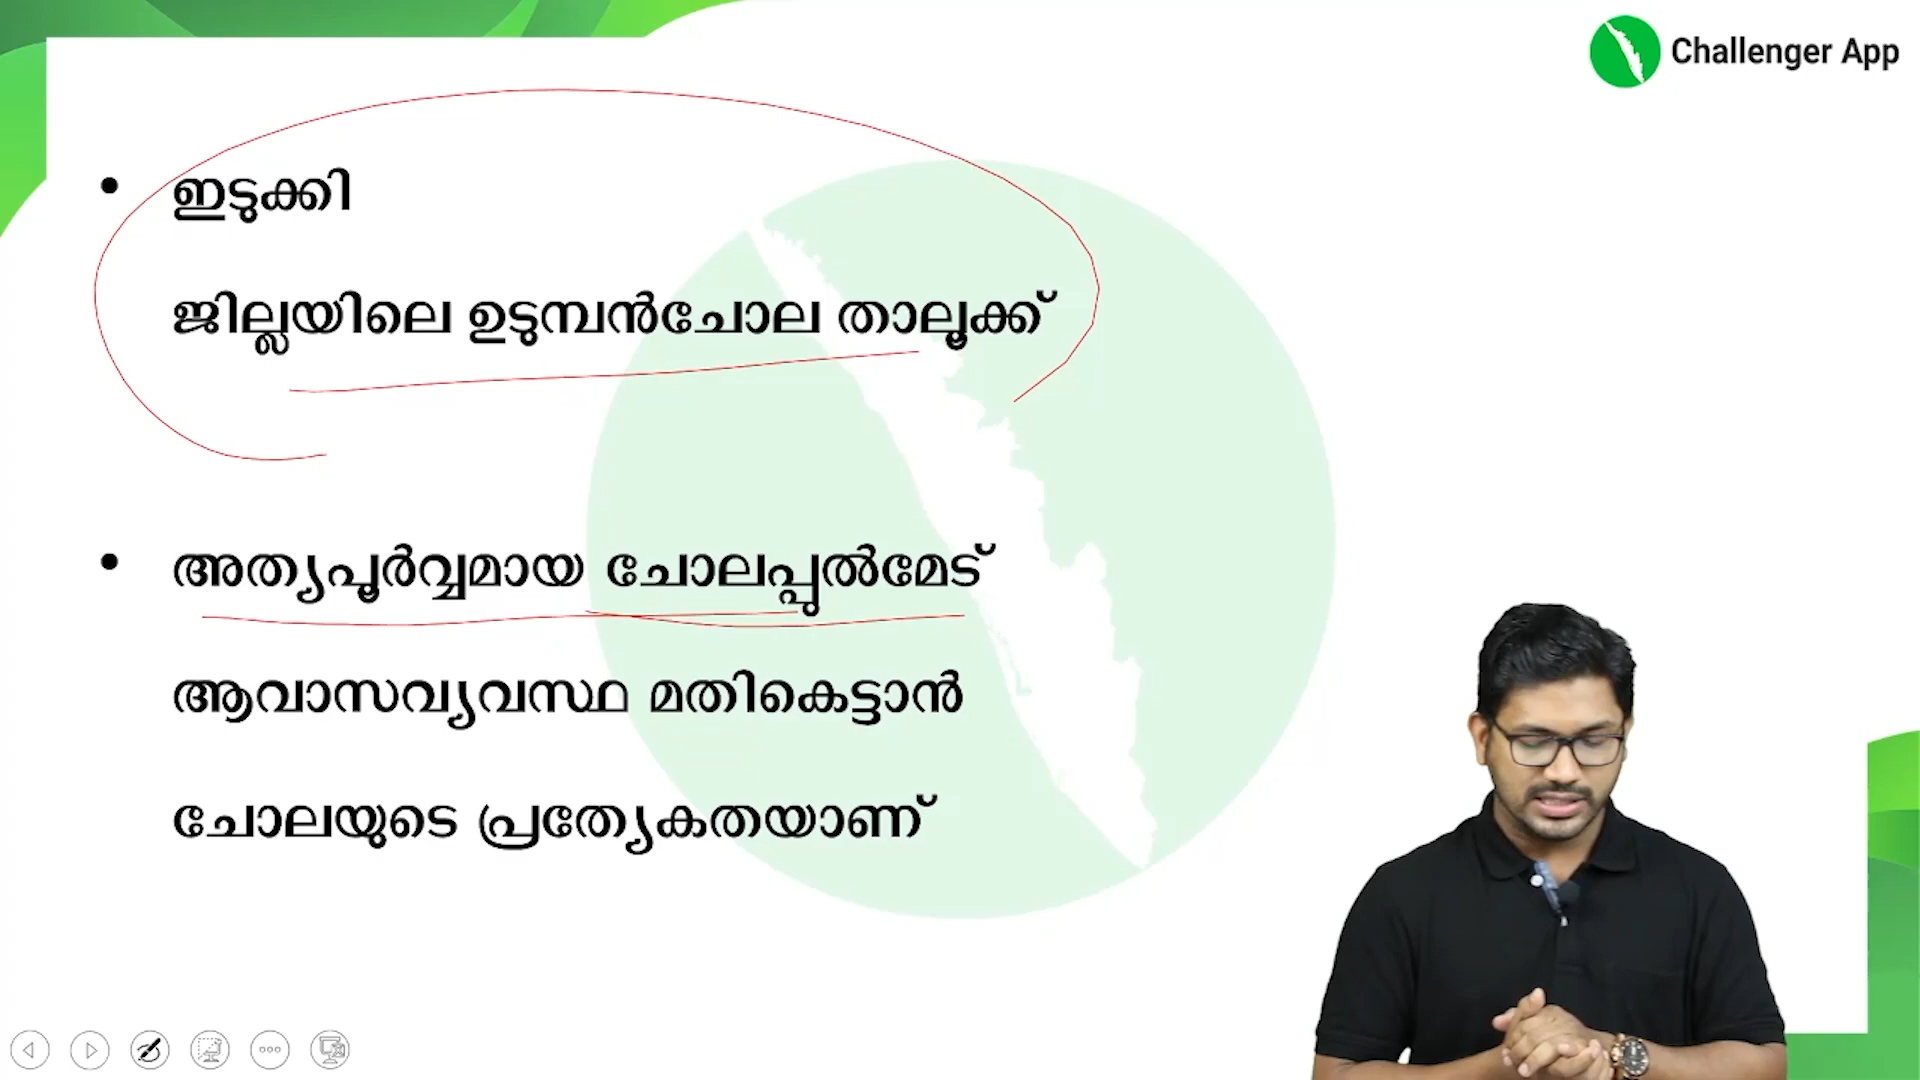 Challenger App
• ഇടുക്കി
ജില്ലയിലെ ഉടുമ്പൻചോല താലൂക്ക്
• അത്യപൂർവ്വമായ ചോലപ്പുൽമേട്
ആവാസവ്യവസ്ഥ മതികെട്ടാൻ
ചോലയുടെ പ്രത്യേകതയാണ്